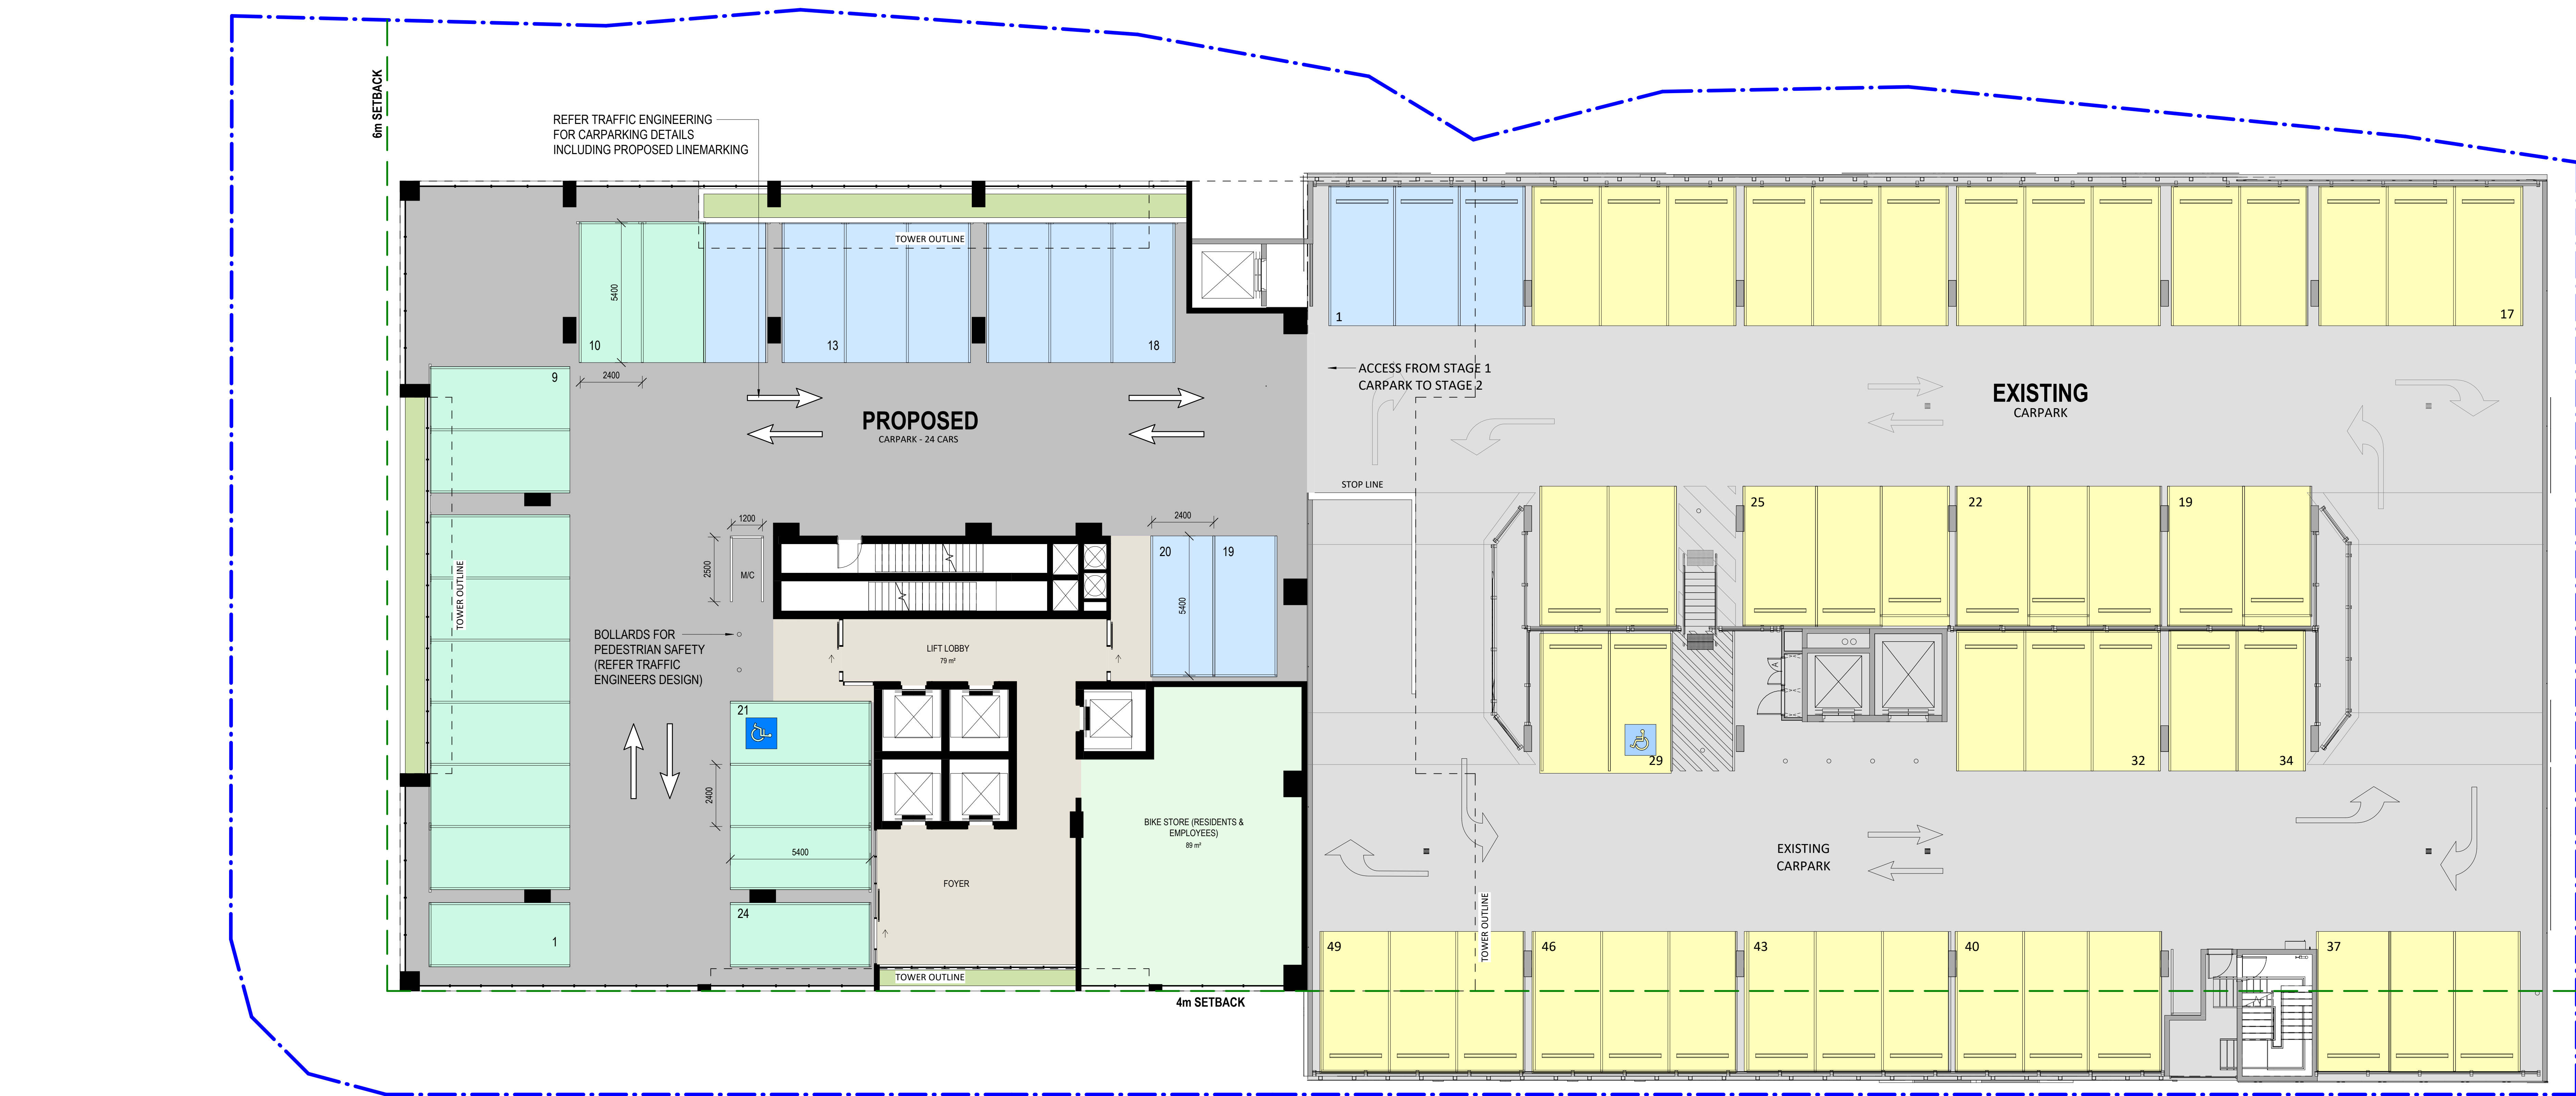 6m SETBACK
REFER TRAFFIC ENGINEERING
FOR CARPARKING DETAILS
INCLUDING PROPOSED LINEMARKING
TOWER OUTLINE
5400
10
13
18
2400
9
1
17
ACCESS FROM STAGE 1
CARPARK TO STAGE 2
PROPOSED
CARPARK - 24 CARS
EXISTING
CARPARK
STOP LINE
1200
2500
M/C
2400
20
19
5400
25
22
19
TOWER OUTLINE
BOLLARDS FOR
PEDESTRIAN SAFETY
(REFER TRAFFIC
ENGINEERS DESIGN)
LIFT LOBBY
79 m²
A
21
29
32
34
2400
5400
BIKE STORE (RESIDENTS &
EMPLOYEES)
89 m²
EXISTING
CARPARK
FOYER
24
1
TOWER OUTLINE
TOWER OUTLINE
49
46
43
40
37
4m SETBACK